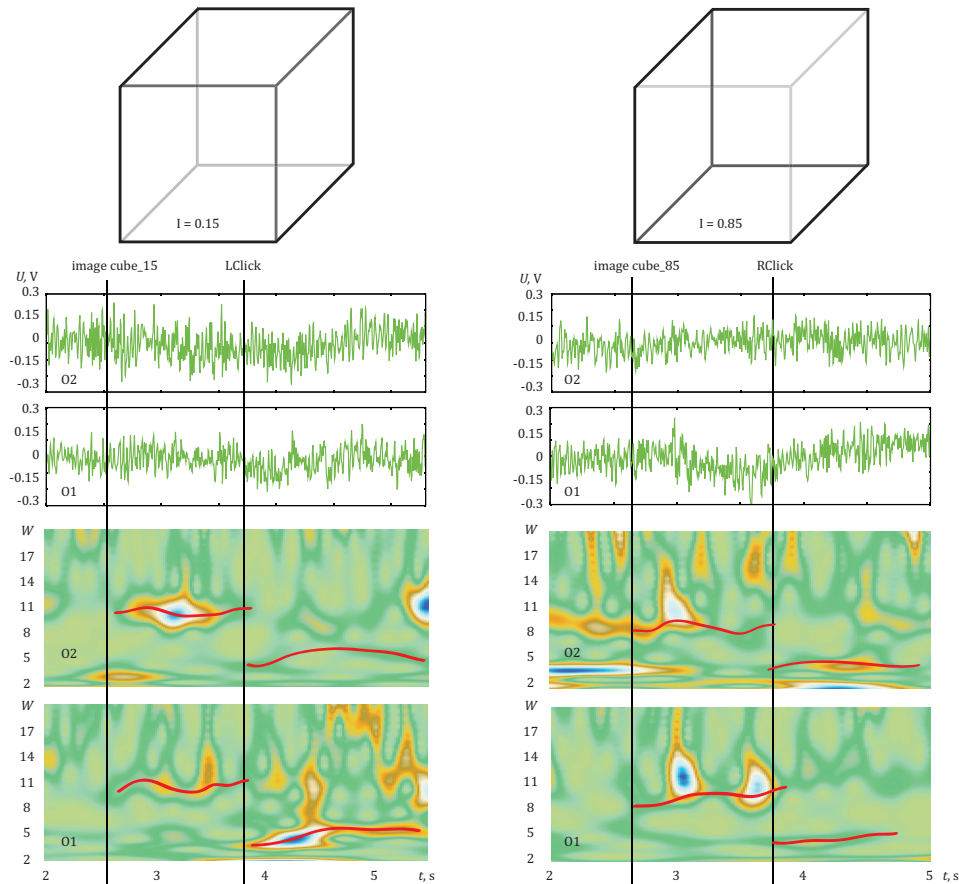 I = 0.15
I = 0.85
image cube_15 LClick
image cube_85 RClick
U, V
0.3
0.15
0
-0.15
-0.3
O2
0.3
0.15
0
-0.15
-0.3
O2
0.3
0.15
0
-0.15
-0.3
O1
0.3
0.15
0
-0.15
-0.3
O1
W
17
14
11
8
5
2
O2
W
17
14
11
8
5
2
O2
W
17
14
11
8
5
2
O1
W
17
14
11
8
5
2
O1
2 3 4 5 t, s
2 3 4 5 t, s